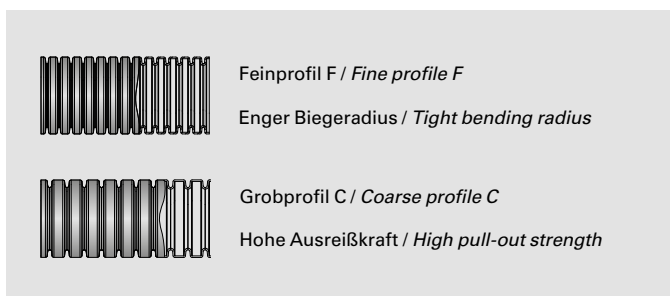 Feinprofil F / Fine profile F
Enger Biegeradius / Tight bending radius
Grobprofil C / Coarse profile C
Hohe Ausreißkraft / High pull-out strength